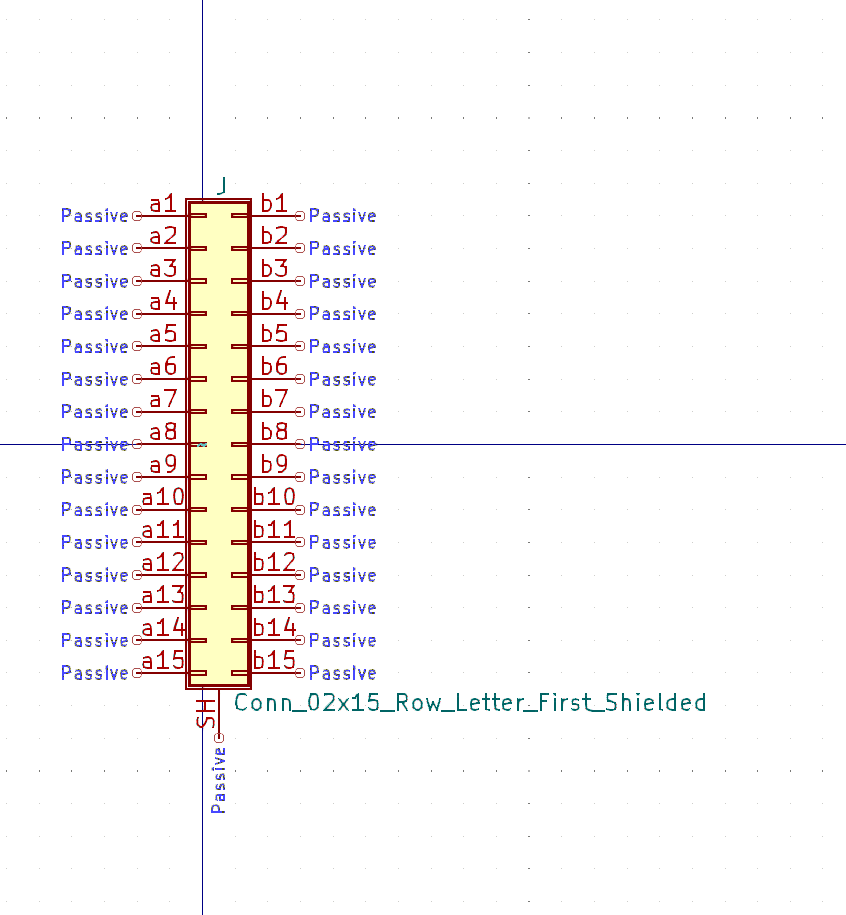 J
Passive a1 b1 Passive
Passive a2 b2 Passive
Passive a3 b3 Passive
Passive a4 b4 Passive
Passive a5 b5 Passive
Passive a6 b6 Passive
Passive a7 b7 Passive
Passive a8 b8 Passive
Passive a9 b9 Passive
Passive a10 b10 Passive
Passive a11 b11 Passive
Passive a12 b12 Passive
Passive a13 b13 Passive
Passive a14 b14 Passive
Passive a15 b15 Passive
SH
Conn_02x15_Row_Letter_First_Shielded
Passive